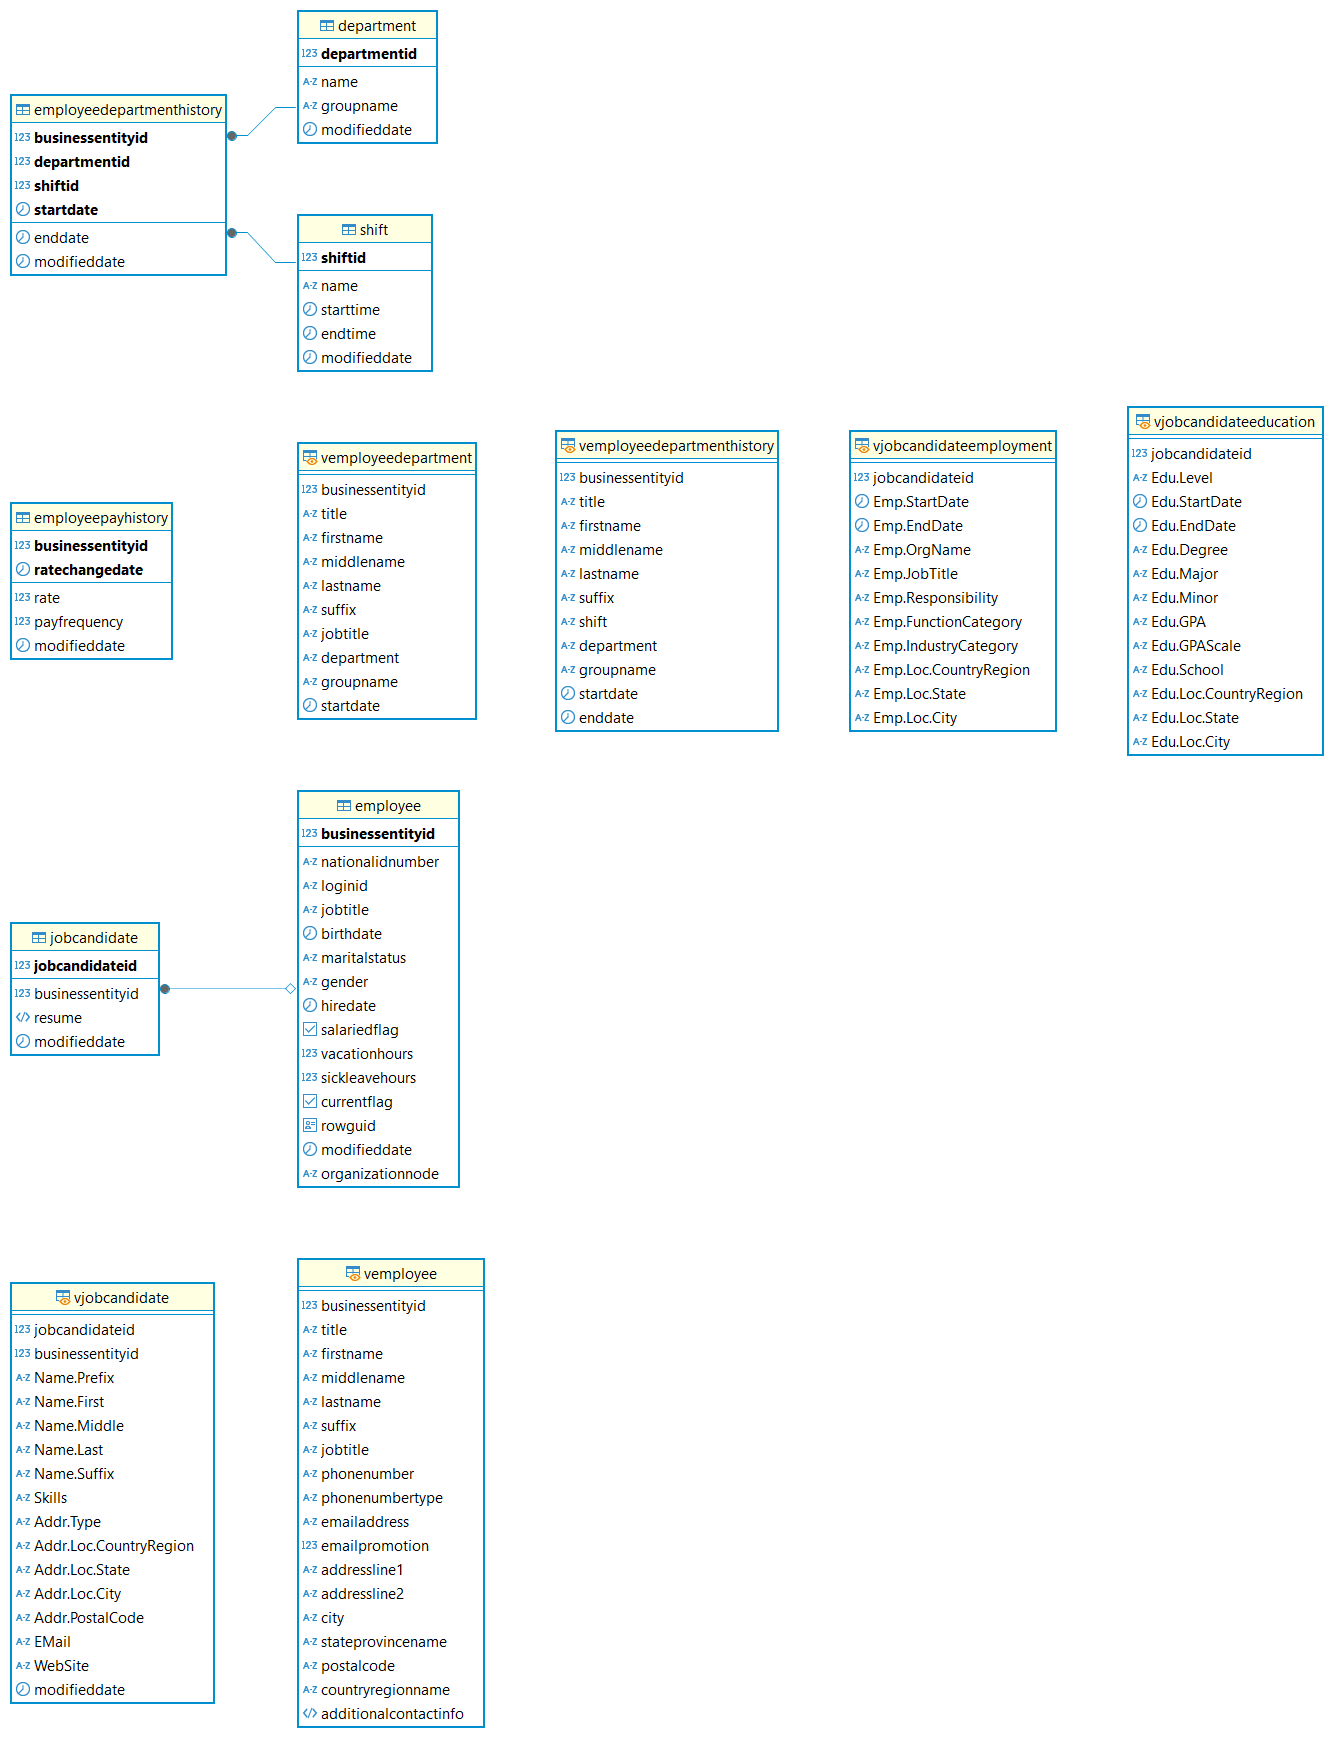 department
123 departmentid
A-Z name
A-Z groupname
modifieddate
employeedepartmenthistory
123 businessentityid
123 departmentid
123 shiftid
startdate
enddate
modifieddate
shift
123 shiftid
A-Z name
starttime
endtime
modifieddate
employeepayhistory
123 businessentityid
ratechangedate
123 rate
123 payfrequency
modifieddate
vemployeedepartment
123 businessentityid
A-Z title
A-Z firstname
A-Z middlename
A-Z lastname
A-Z suffix
A-Z jobtitle
A-Z department
A-Z groupname
startdate
vemployeedepartmenthistory
123 businessentityid
A-Z title
A-Z firstname
A-Z middlename
A-Z lastname
A-Z suffix
A-Z shift
A-Z department
A-Z groupname
startdate
enddate
vjobcandidateemployment
123 jobcandidateid
Emp.StartDate
Emp.EndDate
A-Z Emp.OrgName
A-Z Emp.JobTitle
A-Z Emp.Responsibility
A-Z Emp.FunctionCategory
A-Z Emp.IndustryCategory
A-Z Emp.Loc.CountryRegion
A-Z Emp.Loc.State
A-Z Emp.Loc.City
vjobcandidateeducation
123 jobcandidateid
A-Z Edu.Level
Edu.StartDate
Edu.EndDate
A-Z Edu.Degree
A-Z Edu.Major
A-Z Edu.Minor
A-Z Edu.GPA
A-Z Edu.GPAScale
A-Z Edu.School
A-Z Edu.Loc.CountryRegion
A-Z Edu.Loc.State
A-Z Edu.Loc.City
jobcandidate
123 jobcandidateid
123 businessentityid
</> resume
modifieddate
employee
123 businessentityid
A-Z nationalidnumber
A-Z loginid
A-Z jobtitle
birthdate
A-Z maritalstatus
A-Z gender
hiredate
salariedflag
123 vacationhours
123 sickleavehours
currentflag
rowguid
modifieddate
A-Z organizationnode
vjobcandidate
123 jobcandidateid
123 businessentityid
A-Z Name.Prefix
A-Z Name.First
A-Z Name.Middle
A-Z Name.Last
A-Z Name.Suffix
A-Z Skills
A-Z Addr.Type
A-Z Addr.Loc.CountryRegion
A-Z Addr.Loc.State
A-Z Addr.Loc.City
A-Z Addr.PostalCode
A-Z EMail
A-Z WebSite
modifieddate
vemployee
123 businessentityid
A-Z title
A-Z firstname
A-Z middlename
A-Z lastname
A-Z suffix
A-Z jobtitle
A-Z phonenumber
A-Z phonenumbertype
A-Z emailaddress
123 emailpromotion
A-Z addressline1
A-Z addressline2
A-Z city
A-Z stateprovincename
A-Z postalcode
A-Z countryregionname
</> additionalcontactinfo